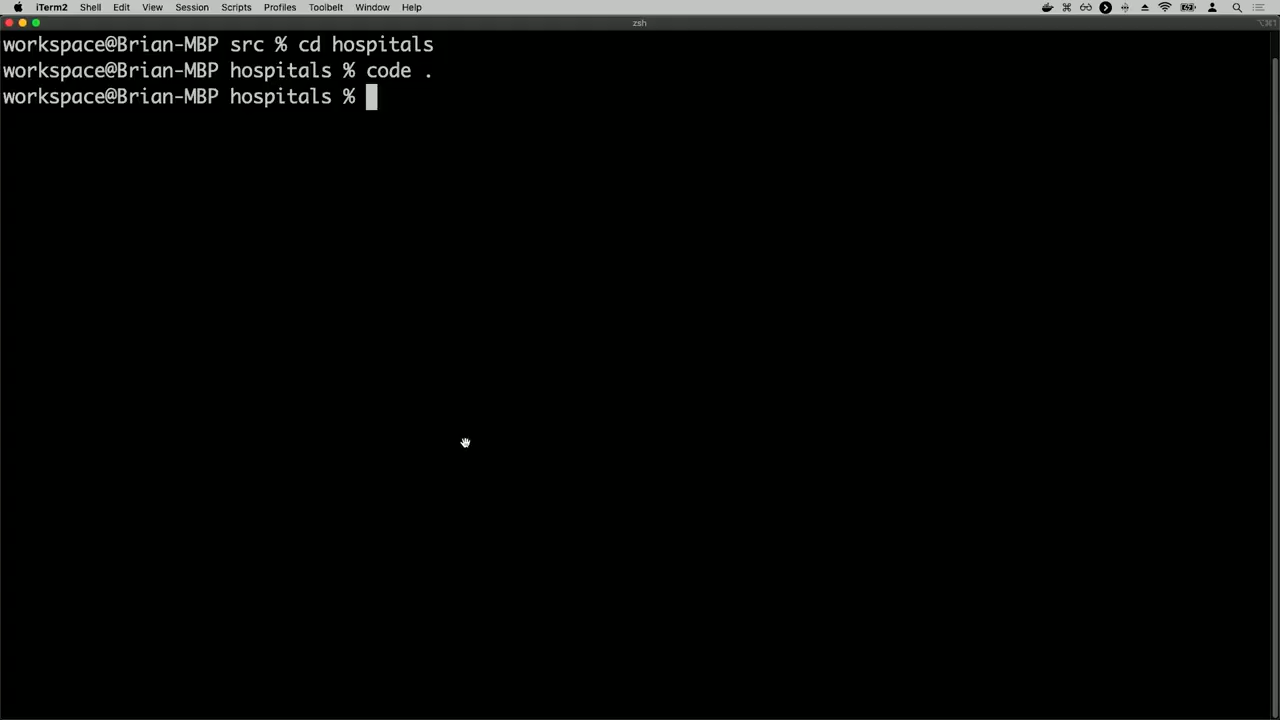 iTerm2 Shell Edit View Session Scripts Profiles Toolbelt Window Help
zsh
workspace@Brian-MBP src % cd hospitals
workspace@Brian-MBP hospitals % code .
workspace@Brian-MBP hospitals %